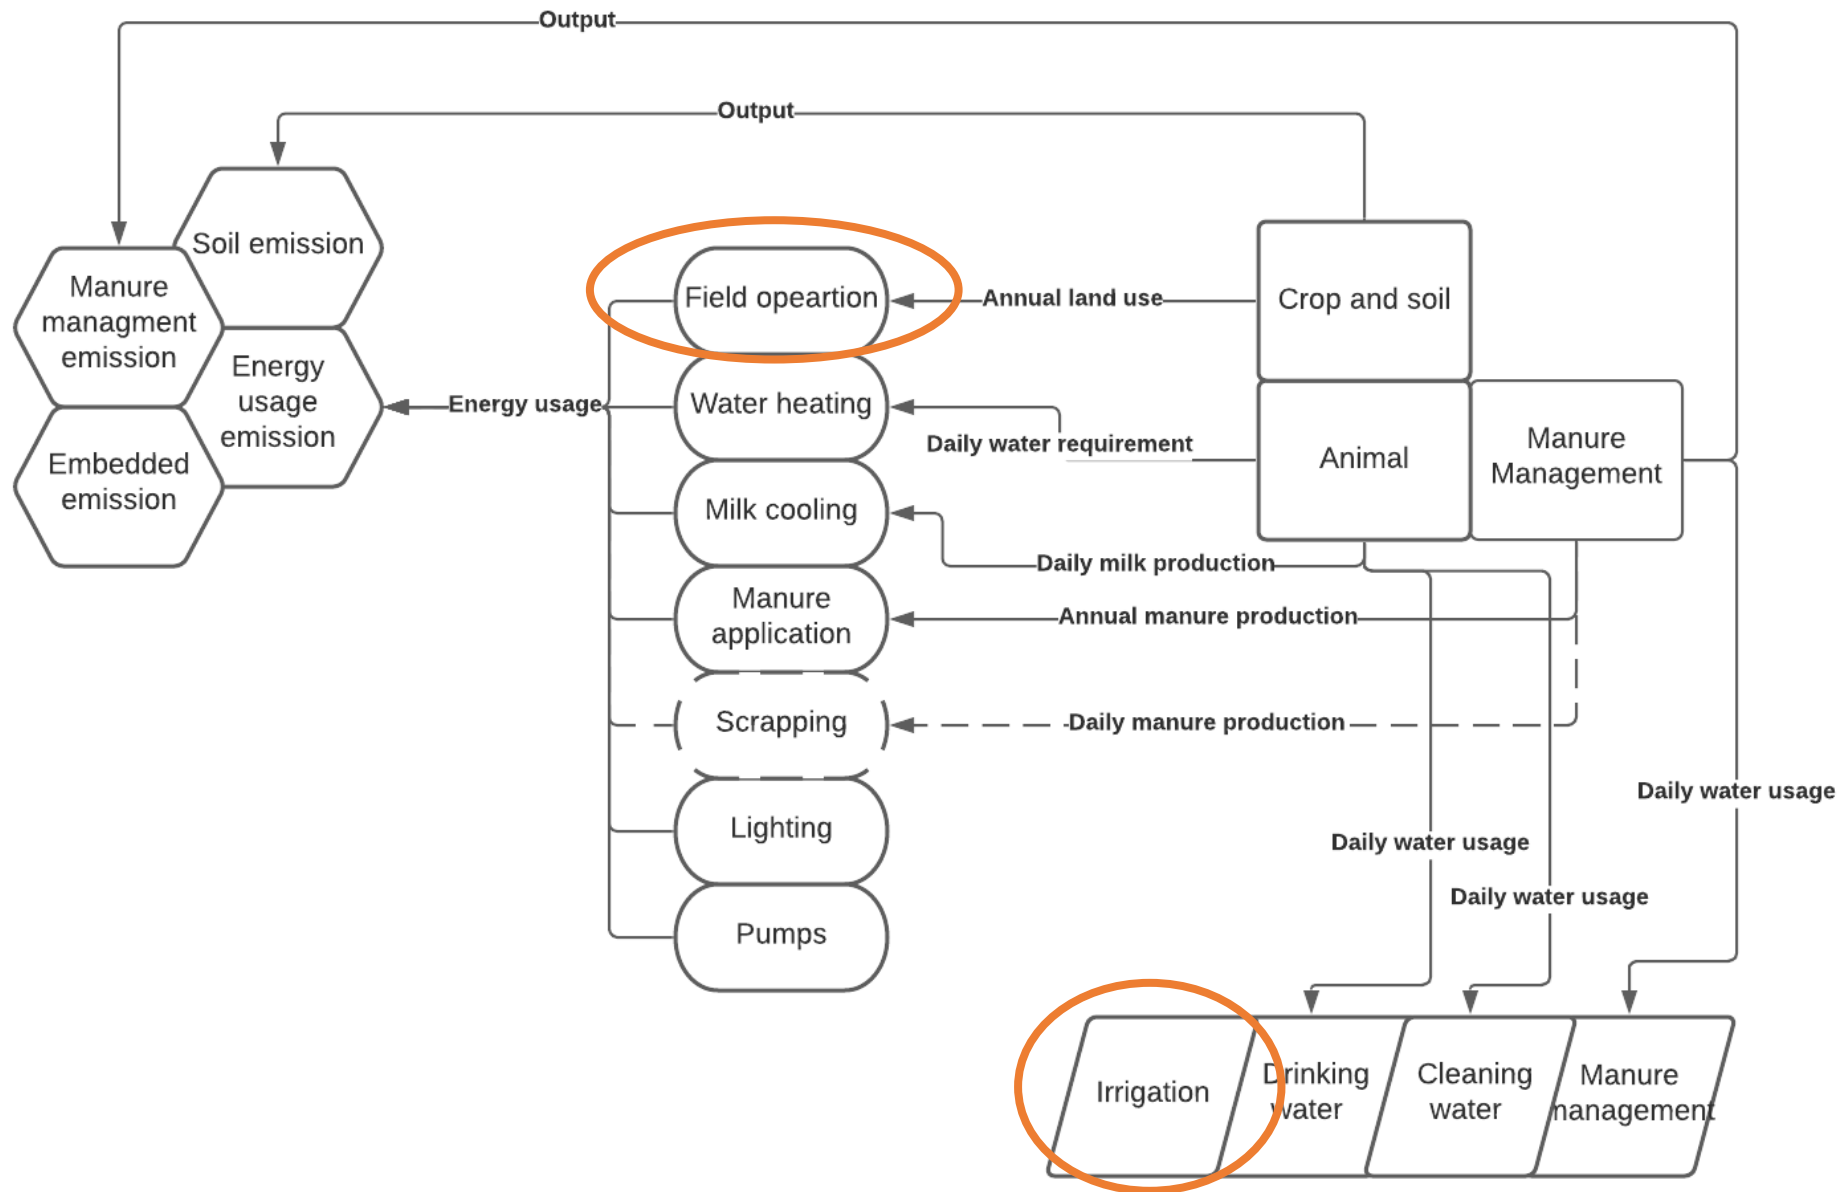 Output
Output
Soil emission
Manure
managment
emission
Energy
usage
emission
Embedded
emission
Energy usage
Field opeartion
Water heating
Milk cooling
Manure
application
Scrapping
Lighting
Pumps
Annual land use
Daily water requirement
Daily milk production
Annual manure production
Daily manure production
Crop and soil
Animal
Manure
Management
Daily water usage
Daily water usage
Daily water usage
Irrigation
Drinking
water
Cleaning
water
Manure
management